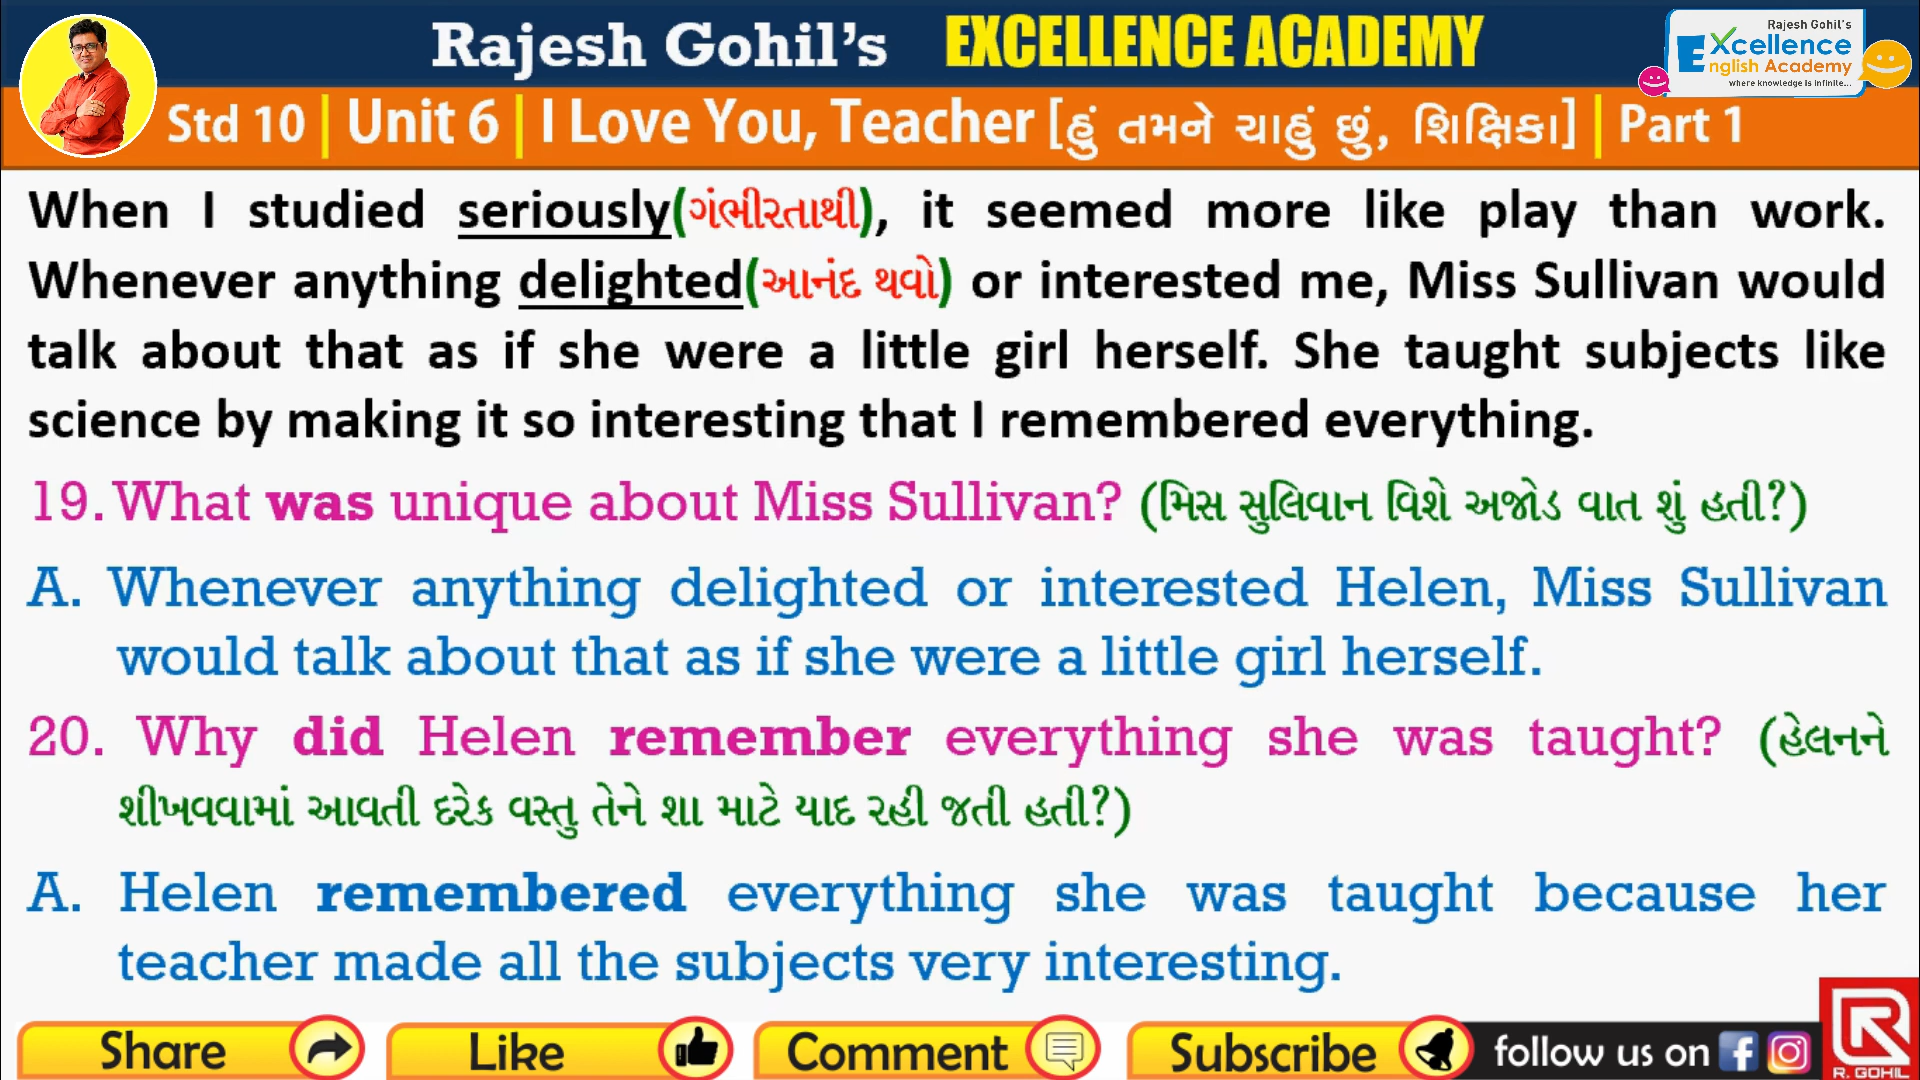 Rajesh Gohil's EXCELLENCE ACADEMY
Rajesh Gohil's
Excellence
English Academy
where knowledge is infinite...
Std 10 | Unit 6 | I Love You, Teacher [હું તમને ચાહું છું, શિક્ષિકા] | Part 1
When I studied seriously(ગંભીરતાથી), it seemed more like play than work.
Whenever anything delighted(આનંદ થવો) or interested me, Miss Sullivan would
talk about that as if she were a little girl herself. She taught subjects like
science by making it so interesting that I remembered everything.
19. What was unique about Miss Sullivan? (મિસ સુલિવાન વિશે અજોડ વાત શું હતી?)
A. Whenever anything delighted or interested Helen, Miss Sullivan
would talk about that as if she were a little girl herself.
20. Why did Helen remember everything she was taught? (હેલનને
શીખવવામાં આવતી દરેક વસ્તુ તેને શા માટે યાદ રહી જતી હતી?)
A. Helen remembered everything she was taught because her
teacher made all the subjects very interesting.
Share Like Comment Subscribe follow us on
R. GOHIL